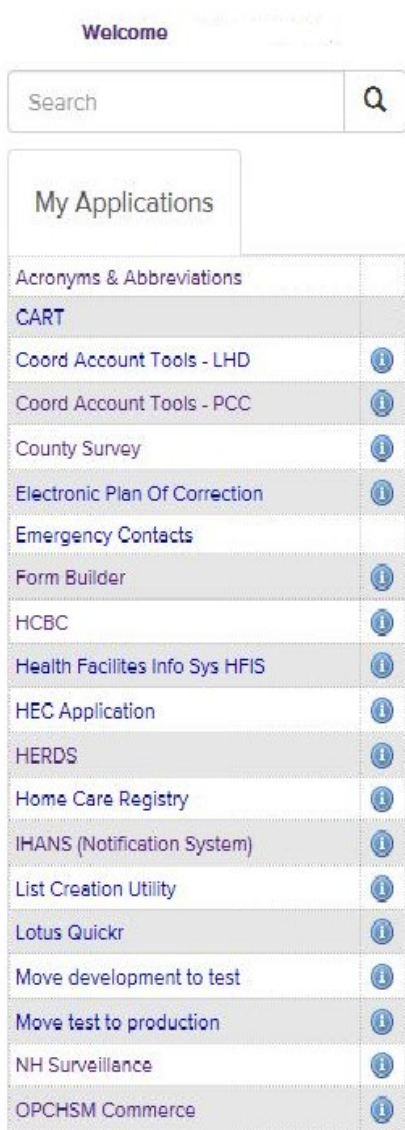 Welcome
Search
My Applications
Acronyms & Abbreviations
CART
Coord Account Tools - LHD
Coord Account Tools - PCC
County Survey
Electronic Plan Of Correction
Emergency Contacts
Form Builder
HCBC
Health Facilites Info Sys HFIS
HEC Application
HERDS
Home Care Registry
IHANS (Notification System)
List Creation Utility
Lotus Quickr
Move development to test
Move test to production
NH Surveillance
OPCHSM Commerce